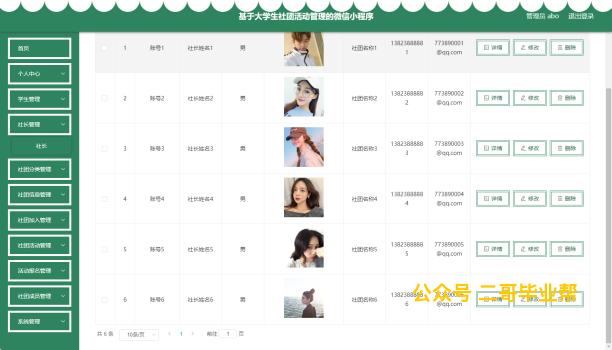 基于大学生社团活动管理的微信小程序
管理员 abo 退出登录
首页
个人中心
学生管理
社长管理
社长
社团分类管理
社团信息管理
社团加入管理
社团活动管理
活动报名管理
社团成员管理
系统管理
1 账号1 社长姓名1 男 社团名称1 13823888881 773890001@qq.com 详情 修改 删除
2 账号2 社长姓名2 男 社团名称2 13823888882 773890002@qq.com 详情 修改 删除
3 账号3 社长姓名3 男 社团名称3 13823888883 773890003@qq.com 详情 修改 删除
4 账号4 社长姓名4 男 社团名称4 13823888884 773890004@qq.com 详情 修改 删除
5 账号5 社长姓名5 男 社团名称5 13823888885 773890005@qq.com 详情 修改 删除
6 账号6 社长姓名6 男 社团名称6 13823888886 @qq.com 详情 修改 删除
公众号 二哥毕业帮
共 6 条 10条/页 1 前往 1 页